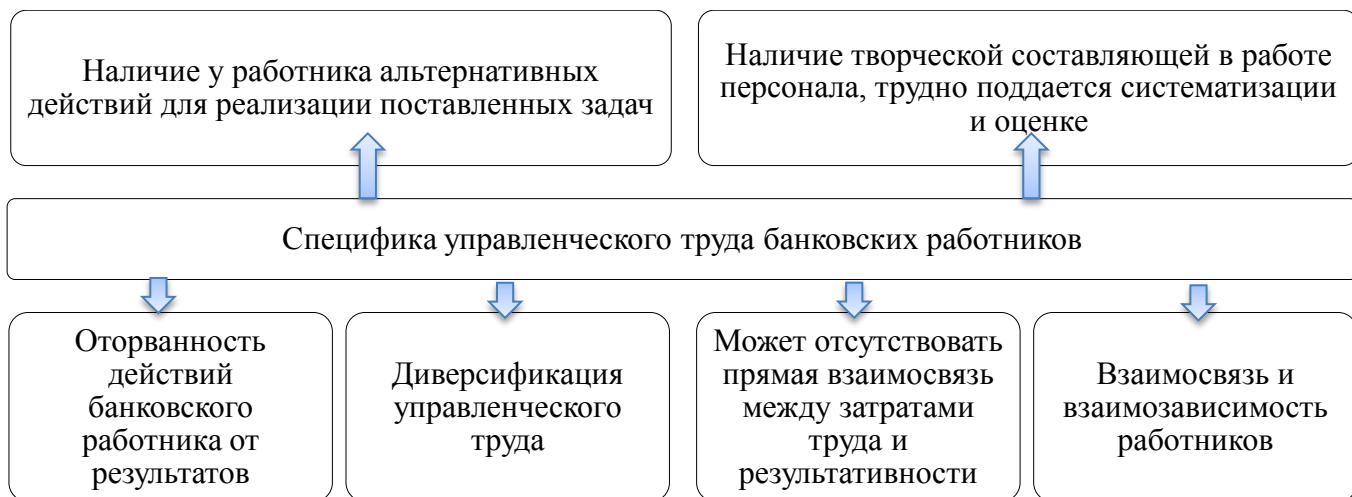 Наличие у работника альтернативных
действий для реализации поставленных задач
Наличие творческой составляющей в работе
персонала, трудно поддается систематизации
и оценке
Специфика управленческого труда банковских работников
Оторванность
действий
банковского
работника от
результатов
Диверсификация
управленческого
труда
Может отсутствовать
прямая взаимосвязь
между затратами
труда и
результативности
Взаимосвязь и
взаимозависимость
работников